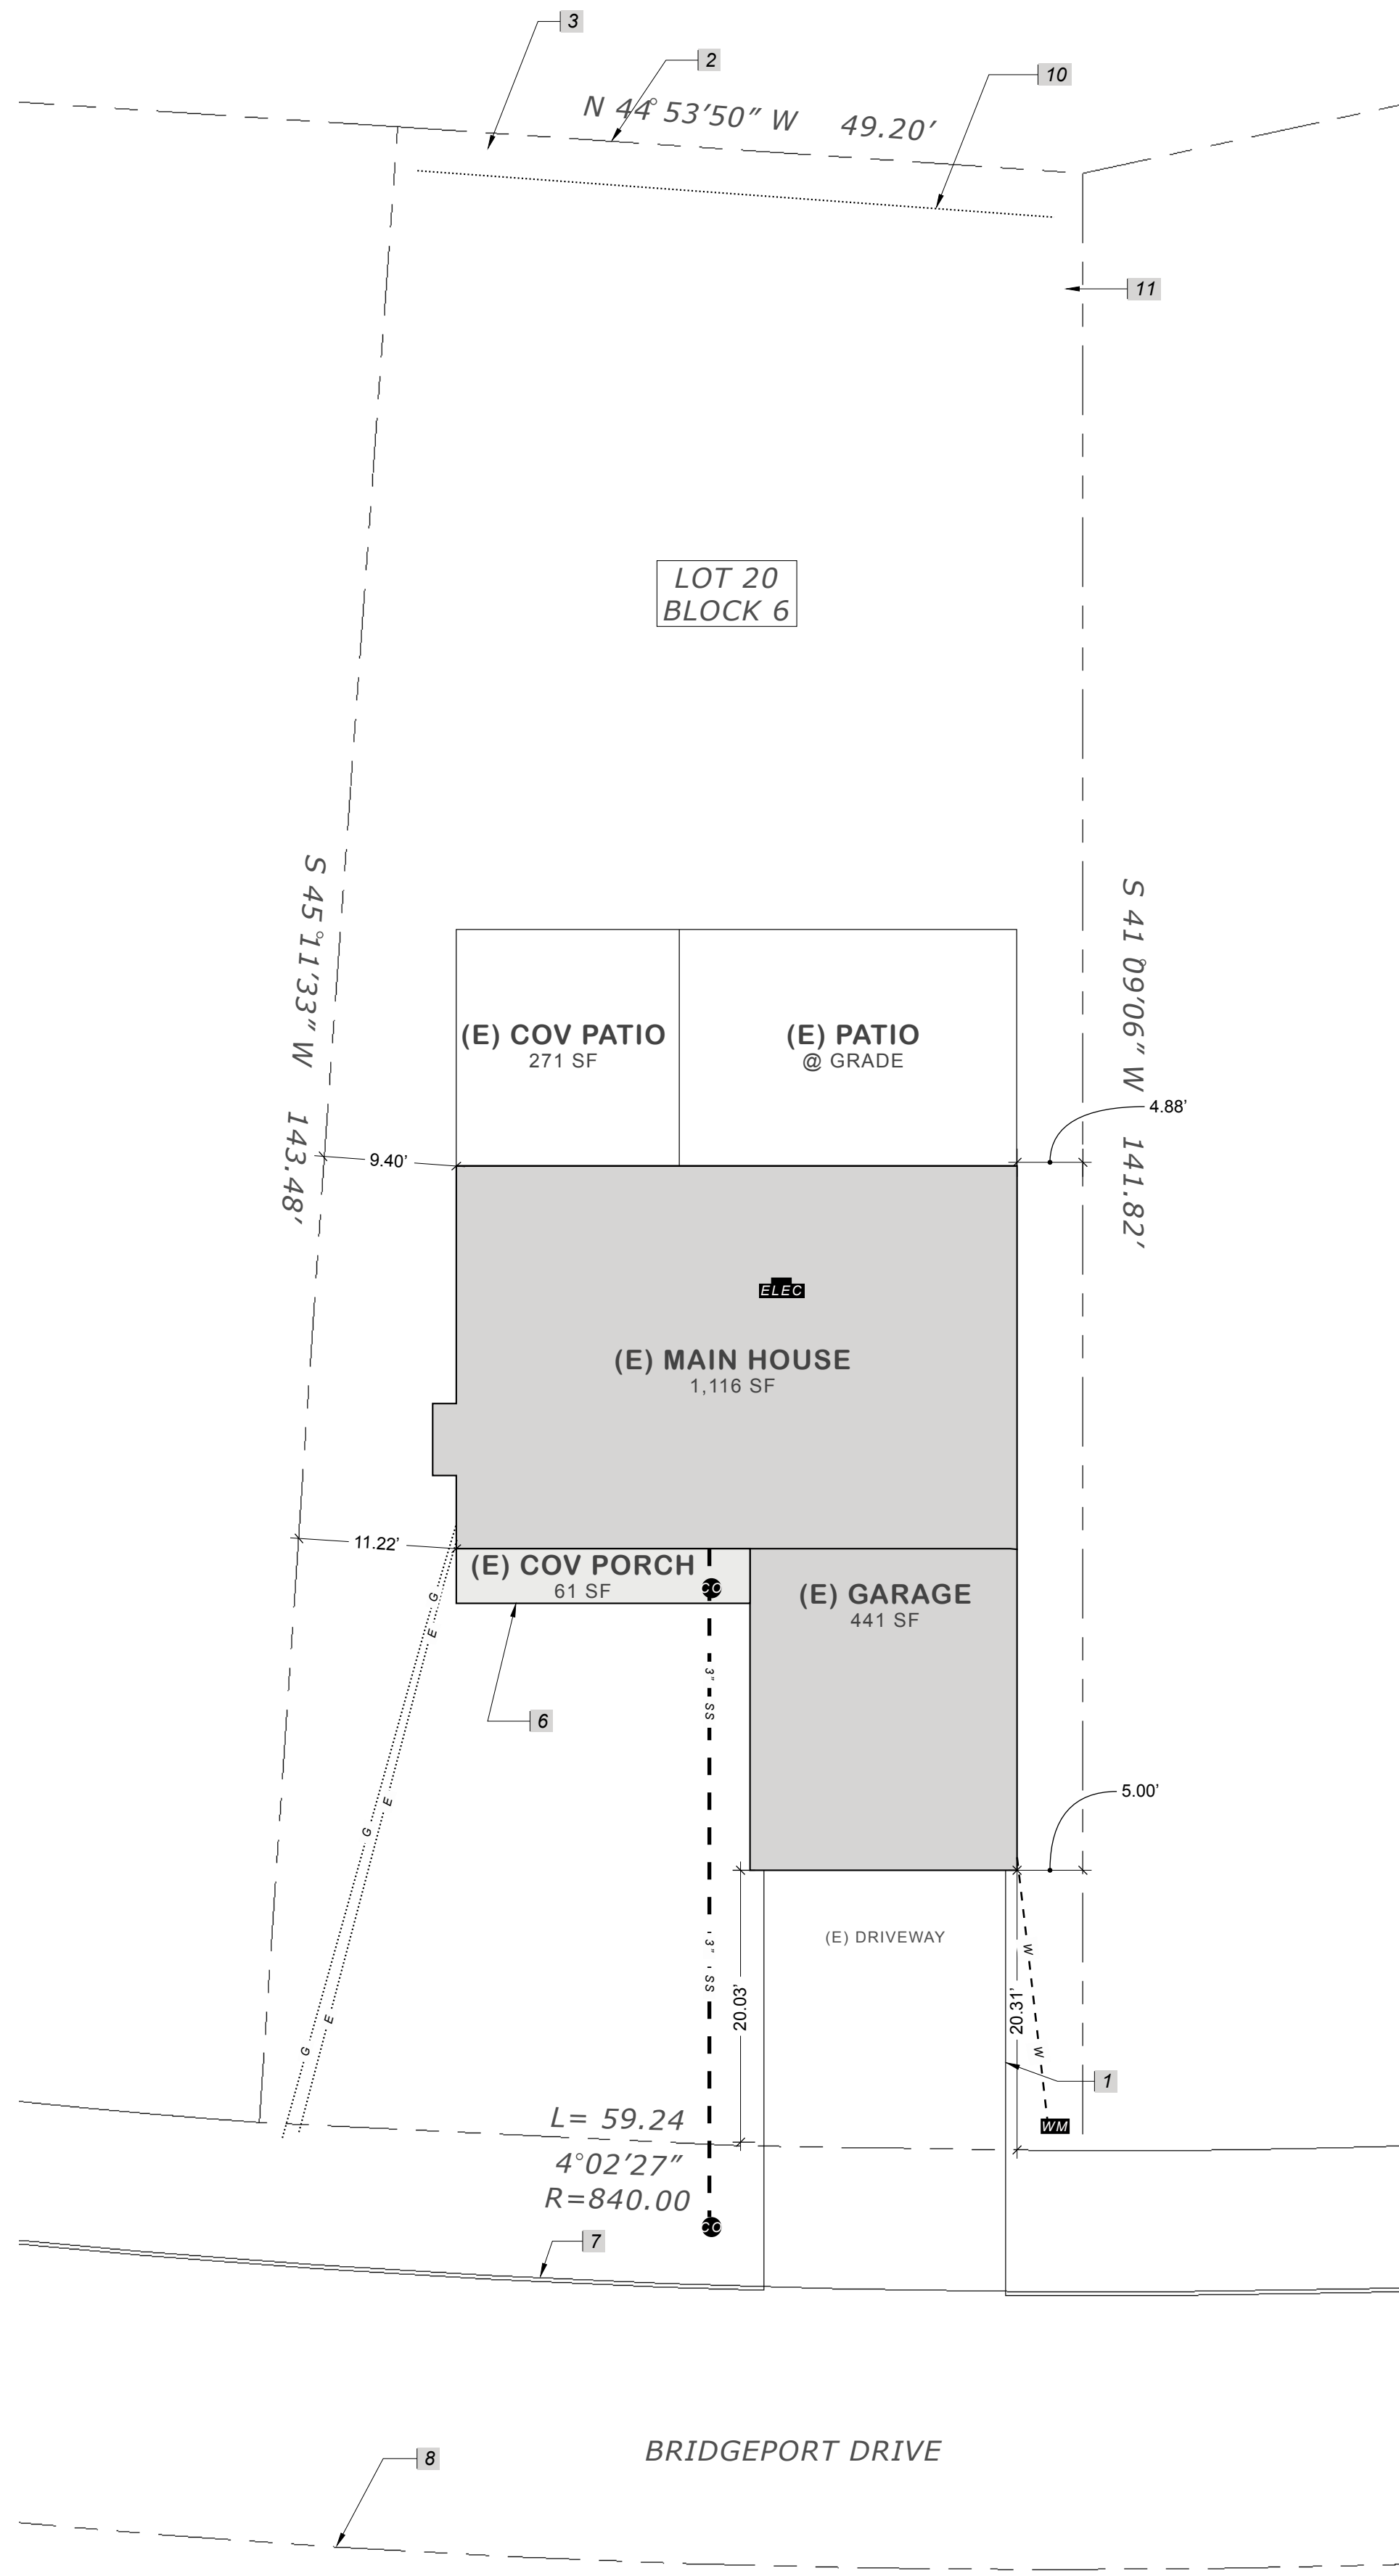 3
2
10
N 44°53'50" W 49.20'
11
LOT 20
BLOCK 6
S 45°11'33" W 143.48'
S 41°09'06" W 141.82'
(E) COV PATIO
271 SF
(E) PATIO
@ GRADE
4.88'
9.40'
ELEC
(E) MAIN HOUSE
1,116 SF
11.22'
(E) COV PORCH
61 SF
CO
(E) GARAGE
441 SF
G
E
3" SS
6
5.00'
E
G
(E) DRIVEWAY
3" SS
20.03'
20.31'
W
W
E
G
1
WM
L= 59.24
4°02'27"
R=840.00
CO
7
BRIDGEPORT DRIVE
8